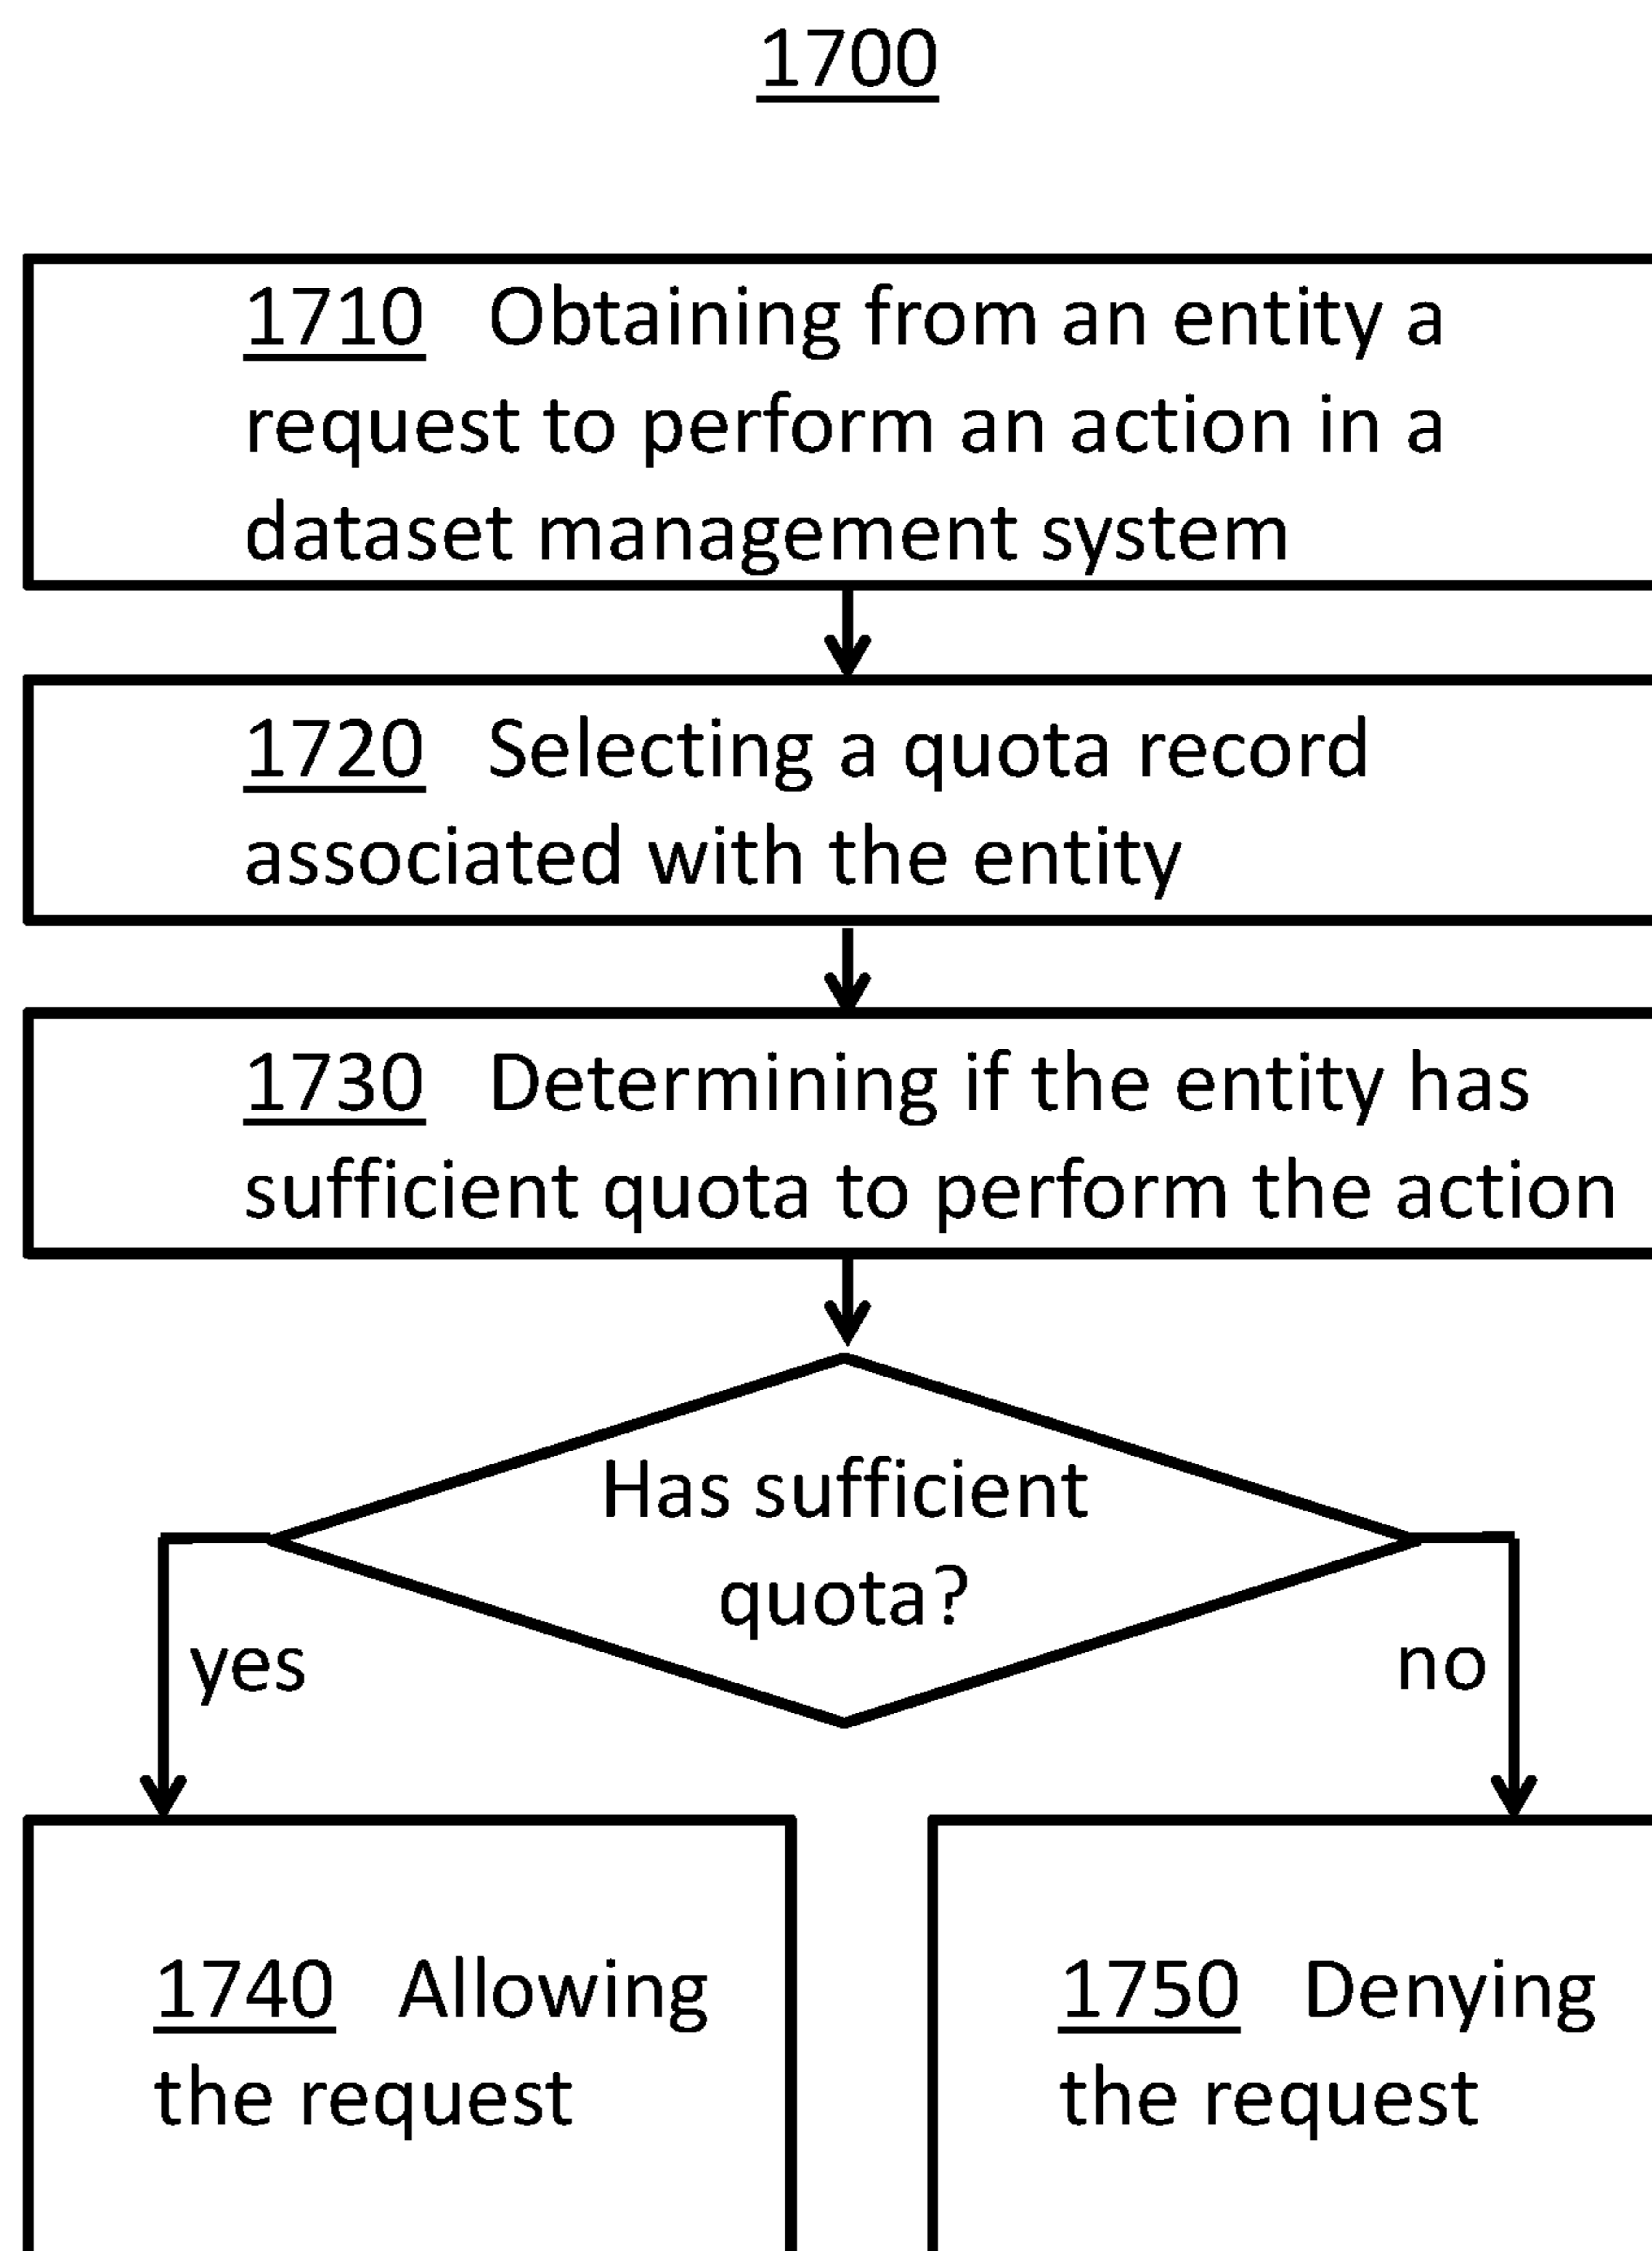 1700
1710 Obtaining from an entity a
request to perform an action in a
dataset management system
1720 Selecting a quota record
associated with the entity
1730 Determining if the entity has
sufficient quota to perform the action
Has sufficient
quota?
yes
no
1740 Allowing
the request
1750 Denying
the request